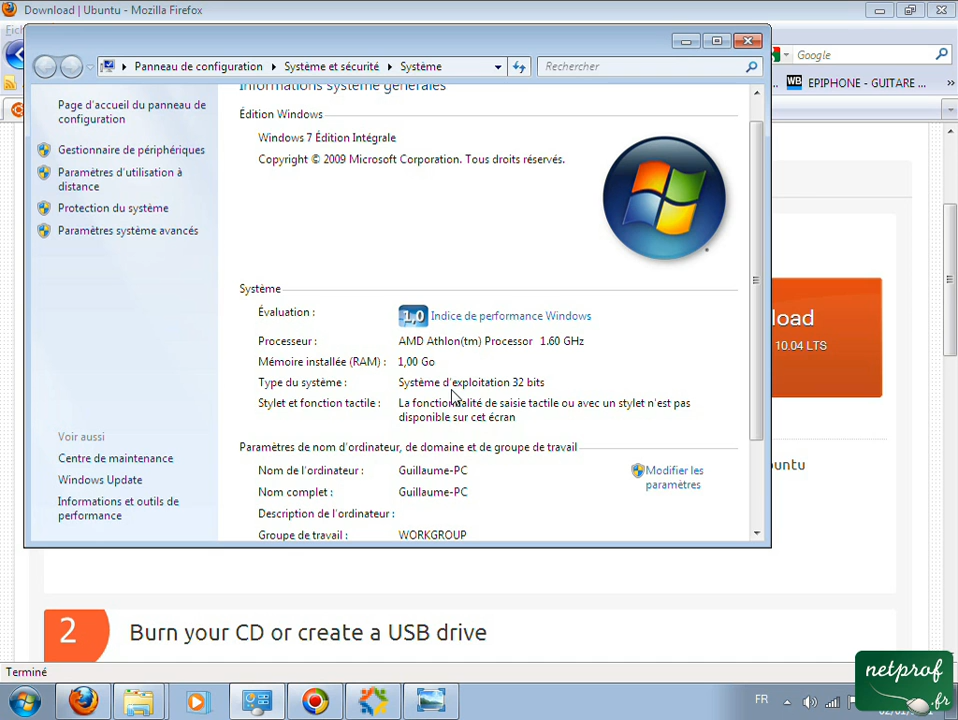 Download | Ubuntu - Mozilla Firefox
Panneau de configuration
Système et sécurité
Système
Rechercher
Google
EPIPHONE - GUITARE ...
Page d'accueil du panneau de
configuration
Gestionnaire de périphériques
Paramètres d'utilisation à
distance
Protection du système
Paramètres système avancés
Voir aussi
Centre de maintenance
Windows Update
Informations et outils de
performance
Informations système générales
Édition Windows
Windows 7 Édition Intégrale
Copyright © 2009 Microsoft Corporation. Tous droits réservés.
Système
Évaluation :
1,0 Indice de performance Windows
Processeur : AMD Athlon(tm) Processor 1.60 GHz
Mémoire installée (RAM) : 1,00 Go
Type du système : Système d'exploitation 32 bits
Stylet et fonction tactile : La fonctionnalité de saisie tactile ou avec un stylet n'est pas
disponible sur cet écran
Paramètres de nom d'ordinateur, de domaine et de groupe de travail
Nom de l'ordinateur : Guillaume-PC
Modifier les
paramètres
Nom complet : Guillaume-PC
Description de l'ordinateur :
Groupe de travail : WORKGROUP
load
10.04 LTS
buntu
2 Burn your CD or create a USB drive
Terminé
FR
netprof
.fr